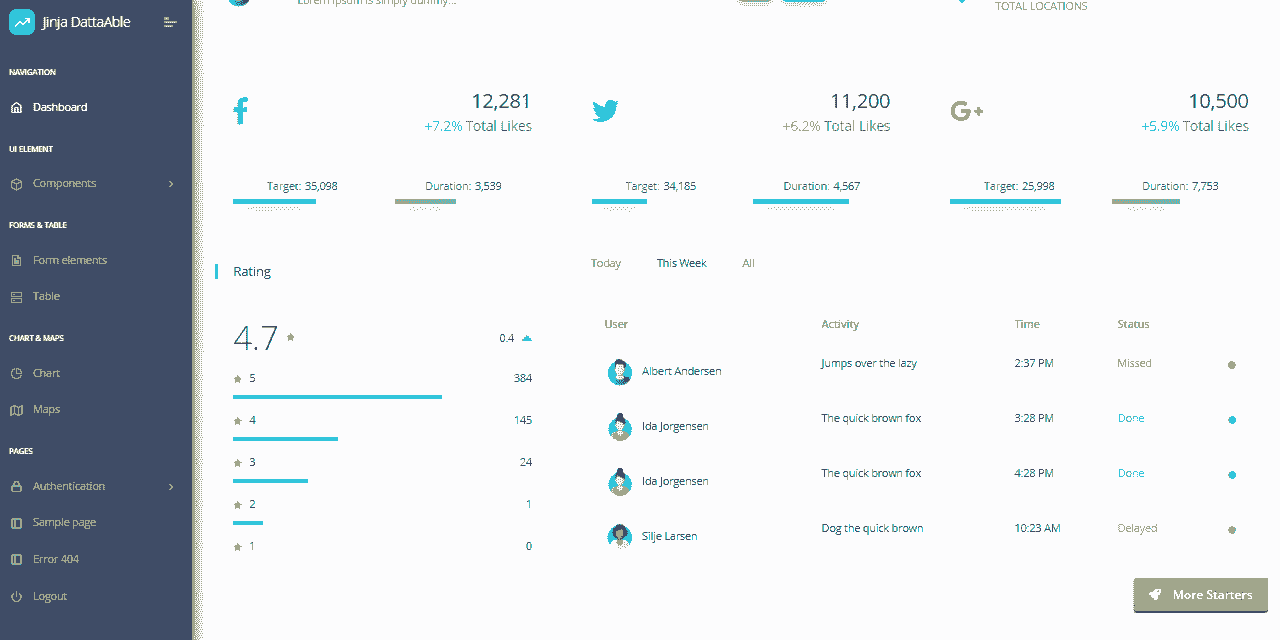 Jinja DattaAble
NAVIGATION
Dashboard
UI ELEMENT
Components
FORMS & TABLE
Form elements
Table
CHART & MAPS
Chart
Maps
PAGES
Authentication
Sample page
Error 404
Logout
Lorem Ipsum is simply dummy...
TOTAL LOCATIONS
12,281
+7.2% Total Likes
Target: 35,098
Duration: 3,539
11,200
+6.2% Total Likes
Target: 34,185
Duration: 4,567
G+
10,500
+5.9% Total Likes
Target: 25,998
Duration: 7,753
Rating
4.7
0.4
5 384
4 145
3 24
2 1
1 0
Today This Week All
User Activity Time Status
Albert Andersen Jumps over the lazy 2:37 PM Missed
Ida Jorgensen The quick brown fox 3:28 PM Done
Ida Jorgensen The quick brown fox 4:28 PM Done
Silje Larsen Dog the quick brown 10:23 AM Delayed
More Starters